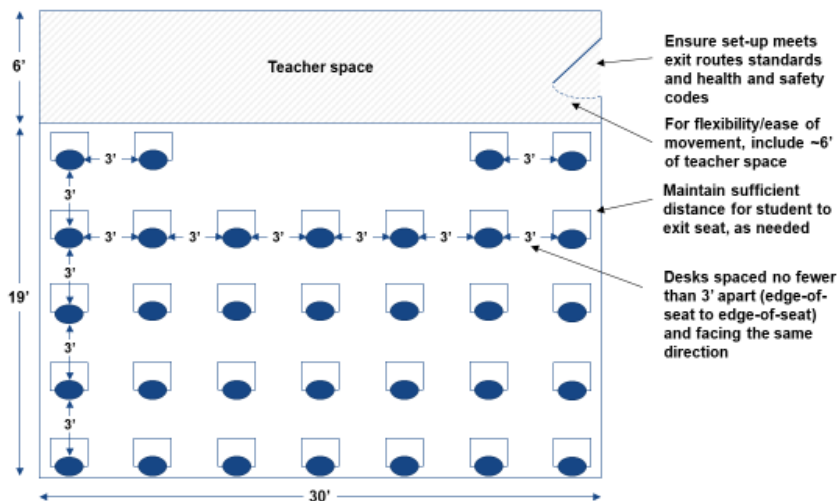 6’
Teacher space
Ensure set-up meets
exit routes standards
and health and safety
codes
For flexibility/ease of
movement, include ~6’
of teacher space
3’
3’
3’
Maintain sufficient
distance for student to
exit seat, as needed
3’
3’
3’
3’
3’
3’
3’
Desks spaced no fewer
than 3’ apart (edge-of-
seat to edge-of-seat)
and facing the same
direction
19’
3’
3’
30’